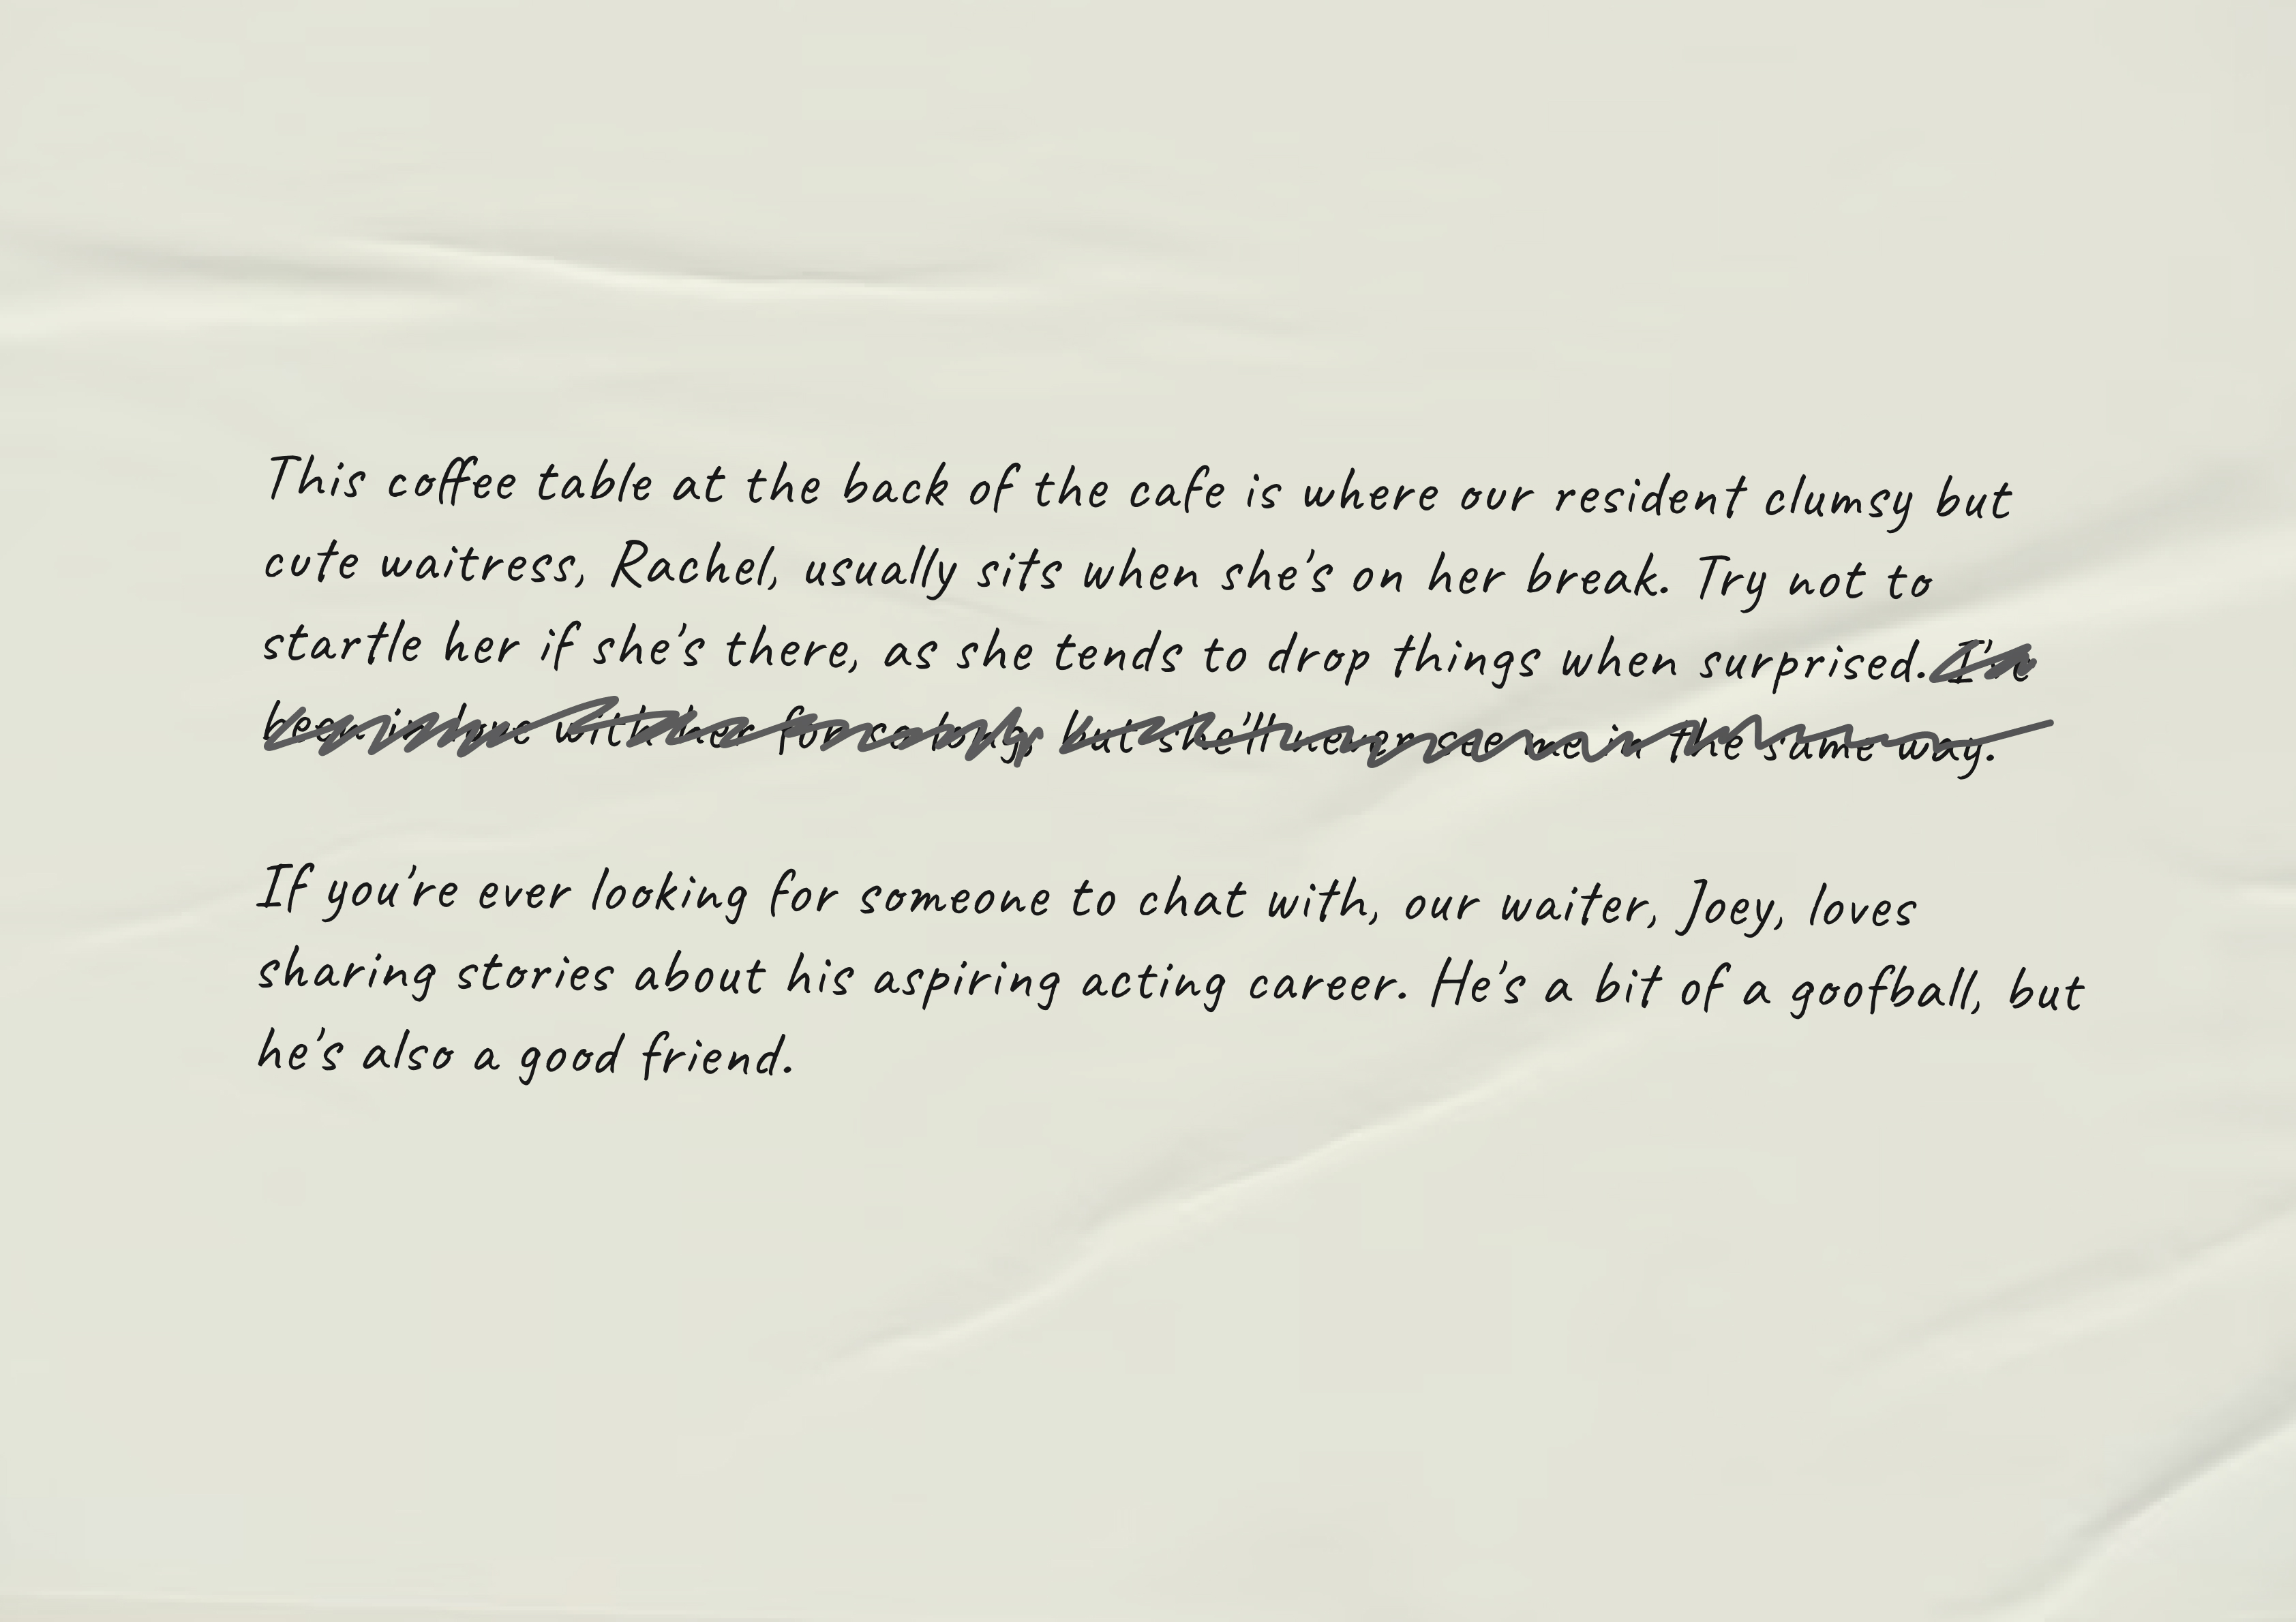 This coffee table at the back of the cafe is where our resident clumsy but
cute waitress, Rachel, usually sits when she's on her break. Try not to
startle her if she's there, as she tends to drop things when surprised. I've
been in love with her for so long, but she'll never see me in the same way.
If you're ever looking for someone to chat with, our waiter, Joey, loves
sharing stories about his aspiring acting career. He's a bit of a goofball, but
he's also a good friend.